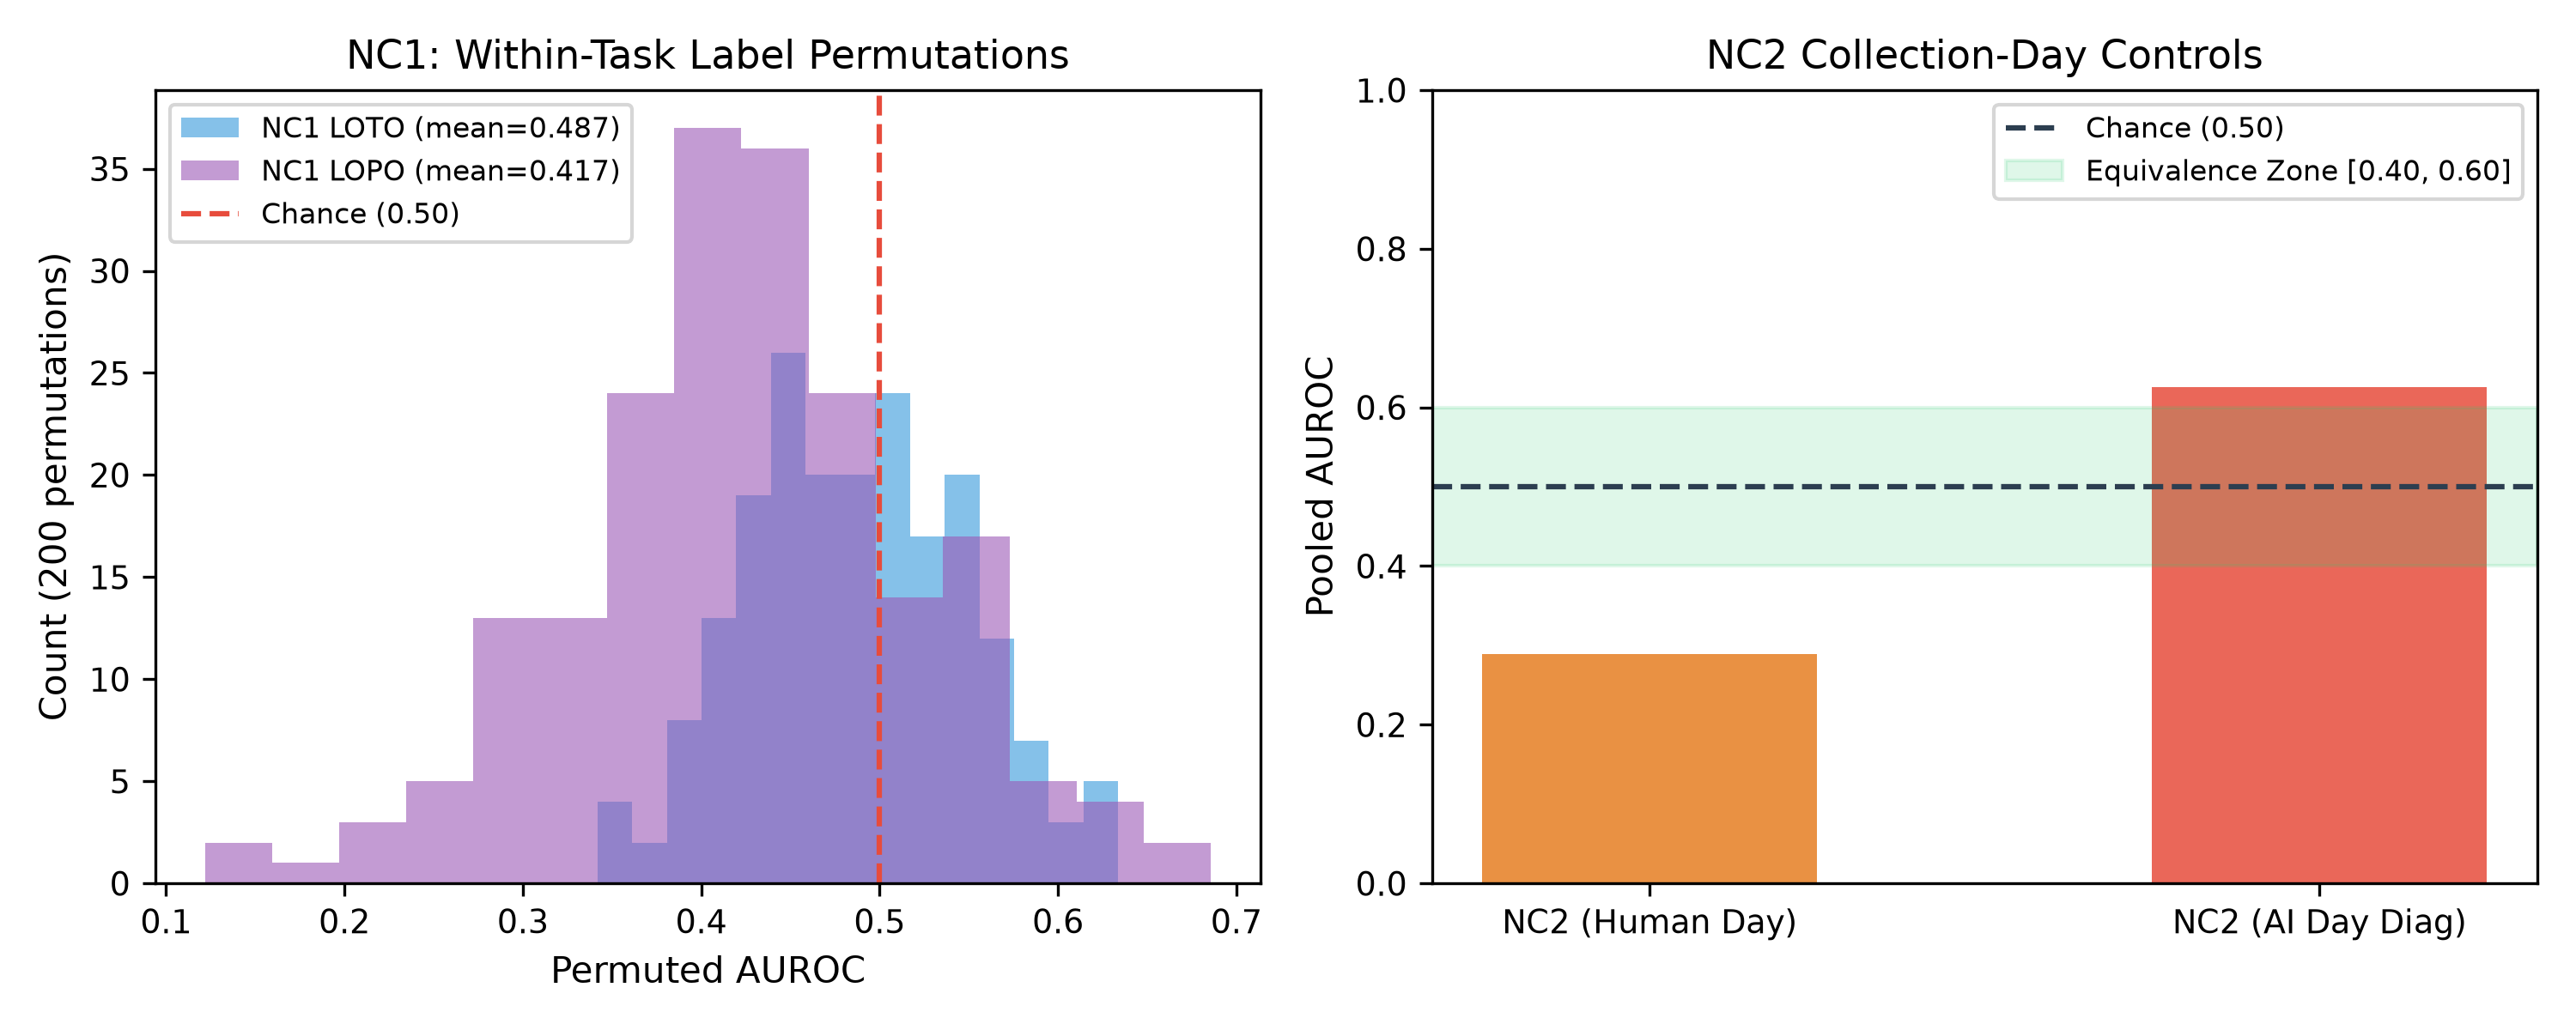 NC1: Within-Task Label Permutations
NC1 LOTO (mean=0.487)
NC1 LOPO (mean=0.417)
Chance (0.50)
Count (200 permutations)
35
30
25
20
15
10
5
0
0.1 0.2 0.3 0.4 0.5 0.6 0.7
Permuted AUROC
NC2 Collection-Day Controls
Chance (0.50)
Equivalence Zone [0.40, 0.60]
Pooled AUROC
1.0
0.8
0.6
0.4
0.2
0.0
NC2 (Human Day) NC2 (AI Day Diag)